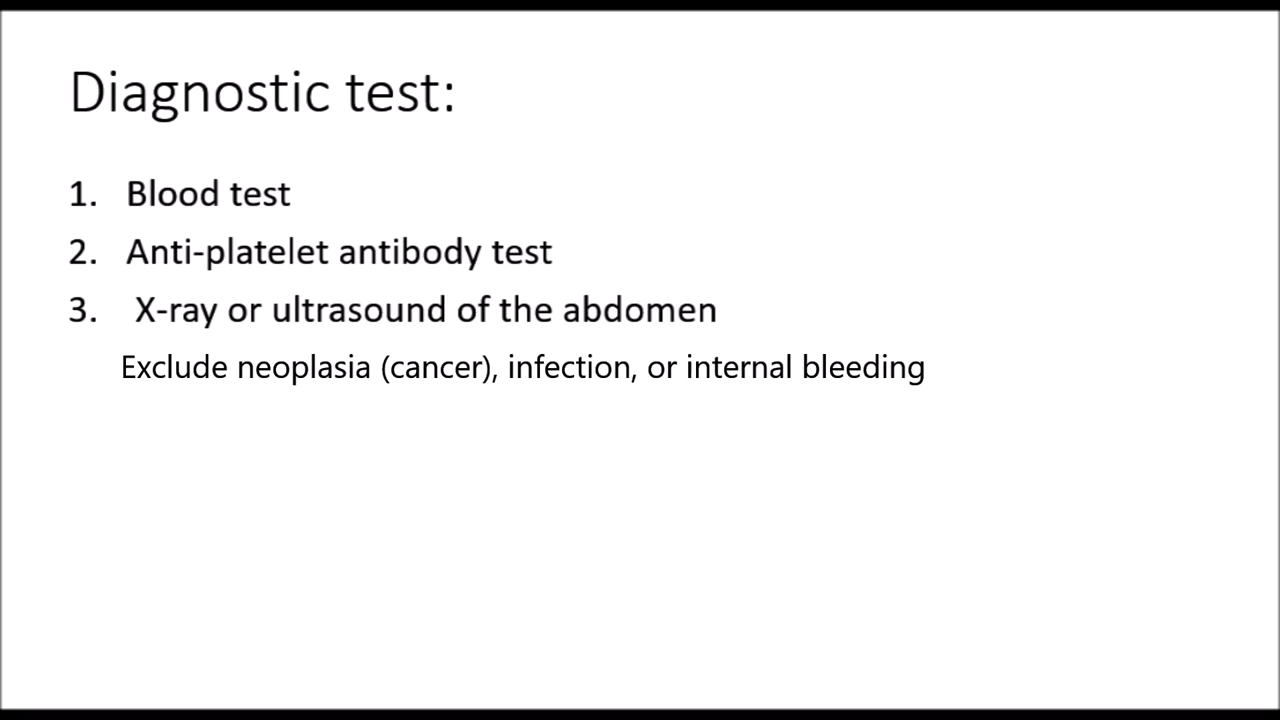 Diagnostic test:
1. Blood test
2. Anti-platelet antibody test
3. X-ray or ultrasound of the abdomen
Exclude neoplasia (cancer), infection, or internal bleeding